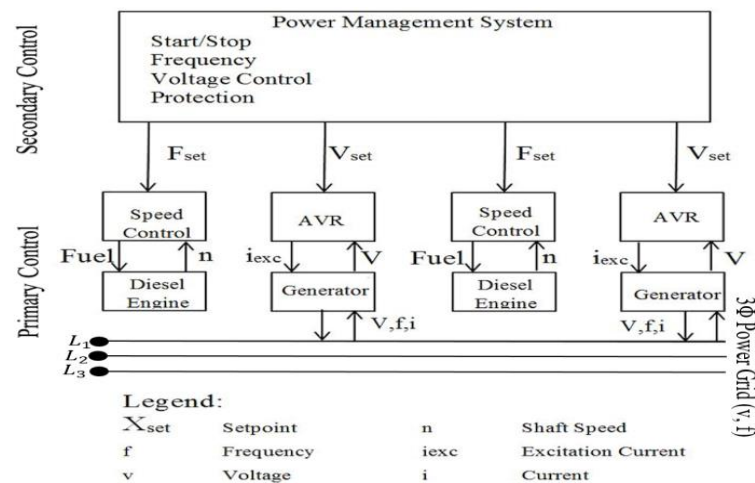 Power Management System
Start/Stop
Frequency
Voltage Control
Protection
Secondary Control
Fset
Vset
Fset
Vset
Primary Control
Speed
Control
AVR
Speed
Control
AVR
Fuel
n
iexc
V
Fuel
n
iexc
V
Diesel
Engine
Generator
Diesel
Engine
Generator
V,f,i
V,f,i
L1
L2
L3
3Φ Power Grid (v, f)
Legend:
Xset Setpoint n Shaft Speed
f Frequency iexc Excitation Current
v Voltage i Current